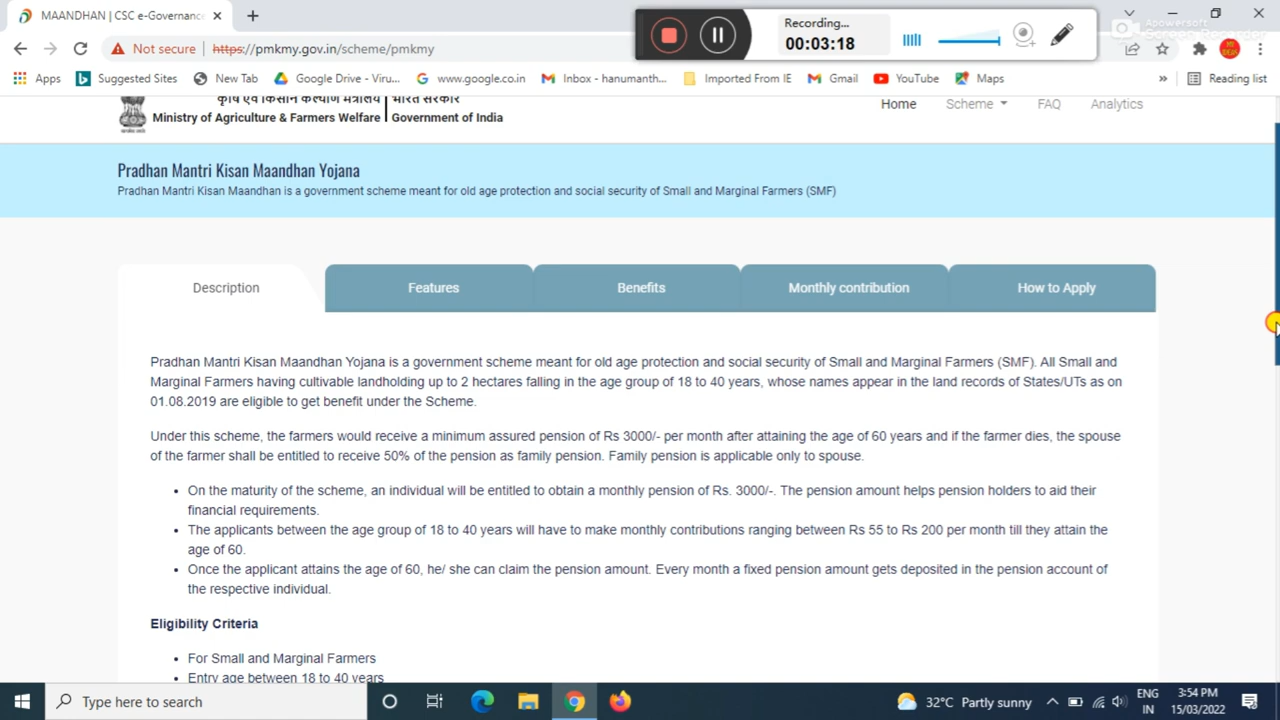 MAANDHAN | CSC e-Governance
Recording...
00:03:18
Apowersoft
Screen Recorder
Not secure
https://pmkmy.gov.in/scheme/pmkmy
Apps
Suggested Sites
New Tab
Google Drive - Viru...
www.google.co.in
Inbox - hanumanth...
Imported From IE
Gmail
YouTube
Maps
»
Reading list
कृषि एवं किसान कल्याण मंत्रालय
भारत सरकार
Ministry of Agriculture & Farmers Welfare
Government of India
Home
Scheme
FAQ
Analytics
Pradhan Mantri Kisan Maandhan Yojana
Pradhan Mantri Kisan Maandhan is a government scheme meant for old age protection and social security of Small and Marginal Farmers (SMF)
Description
Features
Benefits
Monthly contribution
How to Apply
Pradhan Mantri Kisan Maandhan Yojana is a government scheme meant for old age protection and social security of Small and Marginal Farmers (SMF). All Small and
Marginal Farmers having cultivable landholding up to 2 hectares falling in the age group of 18 to 40 years, whose names appear in the land records of States/UTs as on
01.08.2019 are eligible to get benefit under the Scheme.
Under this scheme, the farmers would receive a minimum assured pension of Rs 3000/- per month after attaining the age of 60 years and if the farmer dies, the spouse
of the farmer shall be entitled to receive 50% of the pension as family pension. Family pension is applicable only to spouse.
• On the maturity of the scheme, an individual will be entitled to obtain a monthly pension of Rs. 3000/-. The pension amount helps pension holders to aid their
financial requirements.
• The applicants between the age group of 18 to 40 years will have to make monthly contributions ranging between Rs 55 to Rs 200 per month till they attain the
age of 60.
• Once the applicant attains the age of 60, he/ she can claim the pension amount. Every month a fixed pension amount gets deposited in the pension account of
the respective individual.
Eligibility Criteria
• For Small and Marginal Farmers
• Entry age between 18 to 40 years
Type here to search
32°C Partly sunny
ENG
IN
3:54 PM
15/03/2022